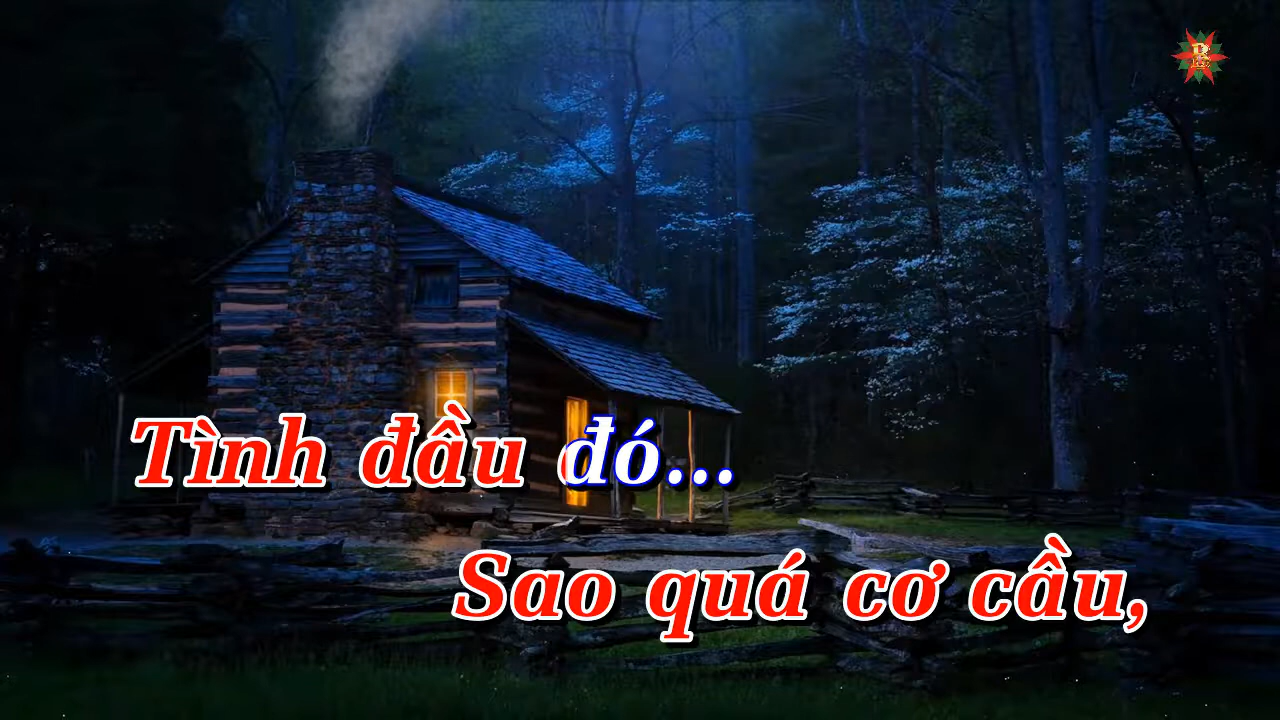 Tình đầu đó...
Sao quá cơ cầu,